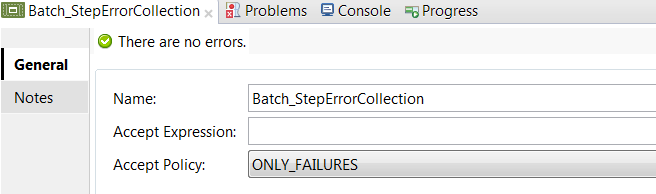 Batch_StepErrorCollection Problems Console Progress
There are no errors.
General
Notes
Name: Batch_StepErrorCollection
Accept Expression:
Accept Policy: ONLY_FAILURES